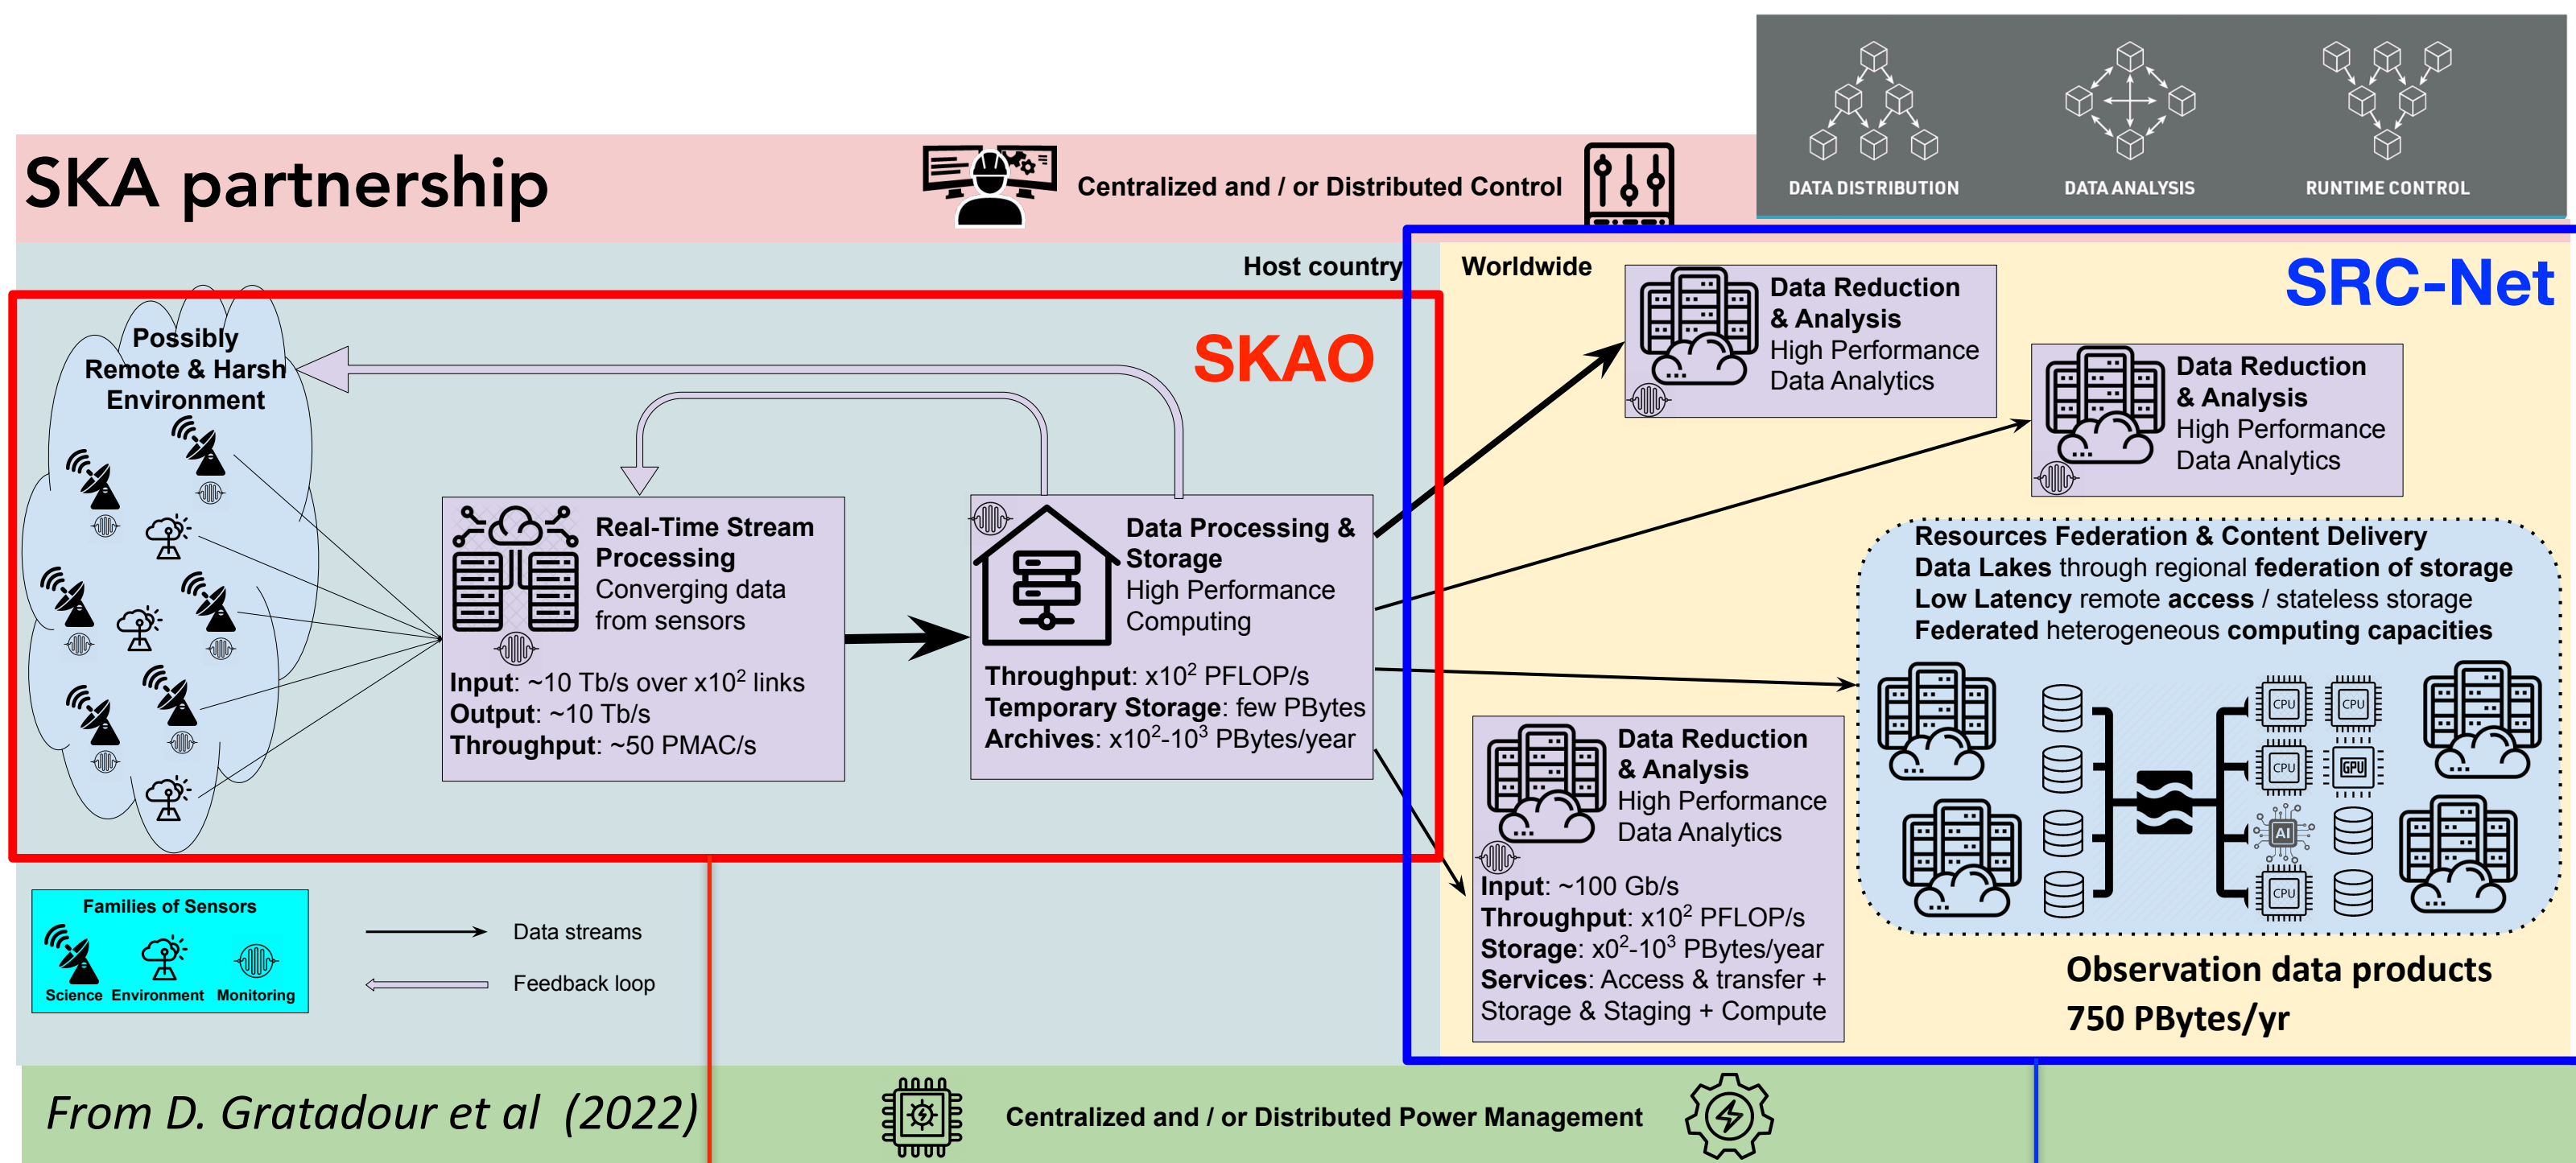 DATA DISTRIBUTION
DATA ANALYSIS
RUNTIME CONTROL
SKA partnership
Centralized and / or Distributed Control
Host country
Worldwide
SRC-Net
SKAO
Possibly
Remote & Harsh
Environment
Real-Time Stream
Processing
Converging data
from sensors
Input: ~10 Tb/s over x10² links
Output: ~10 Tb/s
Throughput: ~50 PMAC/s
Data Processing &
Storage
High Performance
Computing
Throughput: x10² PFLOP/s
Temporary Storage: few PBytes
Archives: x10²-10³ PBytes/year
Data Reduction
& Analysis
High Performance
Data Analytics
Data Reduction
& Analysis
High Performance
Data Analytics
Resources Federation & Content Delivery
Data Lakes through regional federation of storage
Low Latency remote access / stateless storage
Federated heterogeneous computing capacities
CPU
CPU
CPU
GPU
AI
CPU
Data Reduction
& Analysis
High Performance
Data Analytics
Input: ~100 Gb/s
Throughput: x10² PFLOP/s
Storage: x0²-10³ PBytes/year
Services: Access & transfer +
Storage & Staging + Compute
Observation data products
750 PBytes/yr
Families of Sensors
Science
Environment
Monitoring
Data streams
Feedback loop
From D. Gratadour et al (2022)
Centralized and / or Distributed Power Management